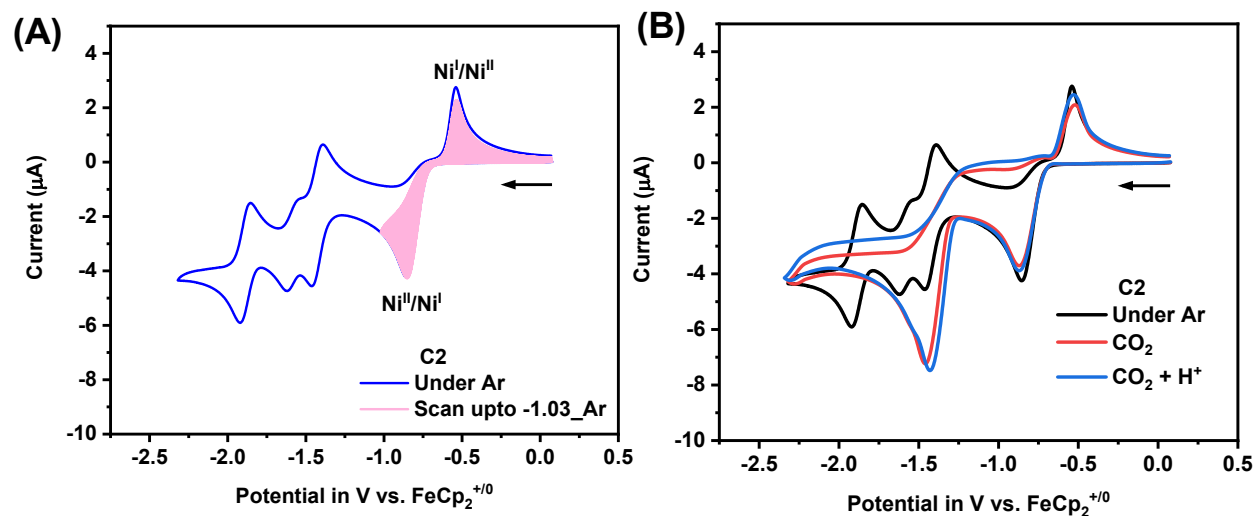 (A)
4
2
0
-2
-4
-6
-8
-10
Current (μA)
Ni^I/Ni^II
Ni^II/Ni^I
C2
Under Ar
Scan upto -1.03_Ar
-2.5 -2.0 -1.5 -1.0 -0.5 0.0 0.5
Potential in V vs. FeCp₂^+/0
(B)
4
2
0
-2
-4
-6
-8
-10
Current (μA)
C2
Under Ar
CO₂
CO₂ + H⁺
-2.5 -2.0 -1.5 -1.0 -0.5 0.0 0.5
Potential in V vs. FeCp₂^+/0